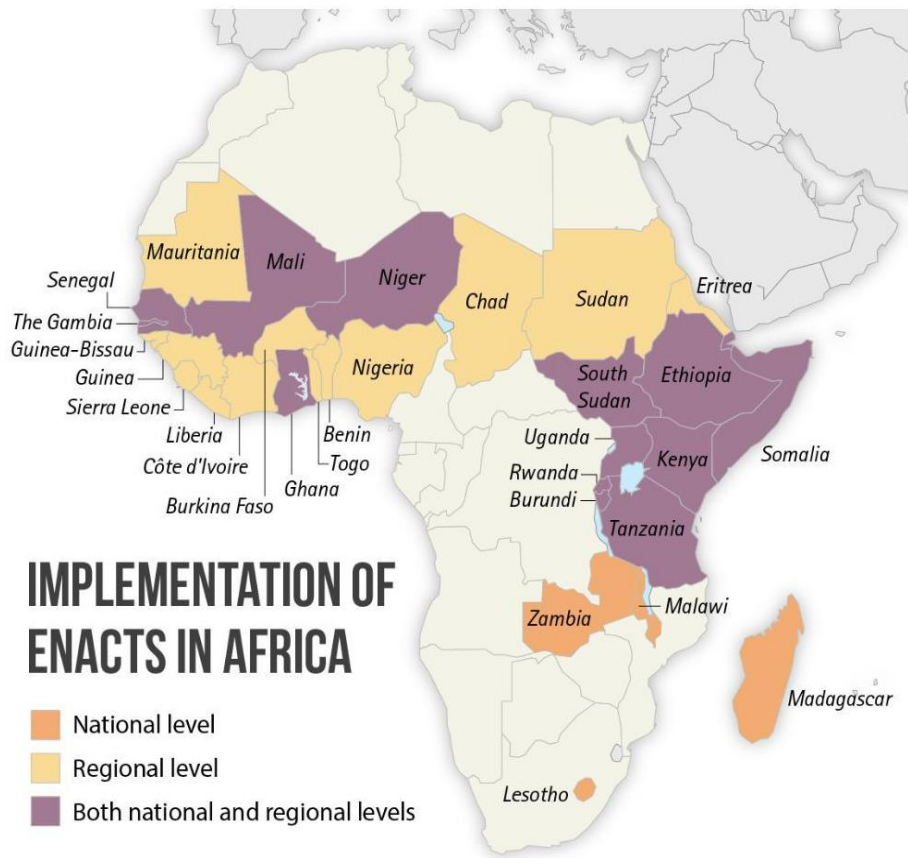 Mauritania
Mali
Niger
Chad
Sudan
Eritrea
Senegal
The Gambia
Guinea-Bissau
Guinea
Sierra Leone
Liberia
Côte d'Ivoire
Burkina Faso
Ghana
Togo
Benin
Nigeria
South
Sudan
Ethiopia
Somalia
Uganda
Kenya
Rwanda
Burundi
Tanzania
Malawi
Zambia
Madagascar
Lesotho
IMPLEMENTATION OF
ENACTS IN AFRICA
National level
Regional level
Both national and regional levels